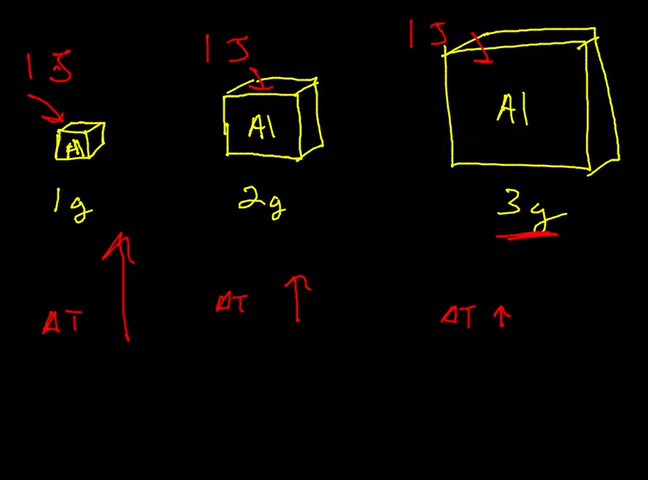 1 J
1 J
1 J
Al
Al
Al
1g
2g
3g
ΔT ↑
ΔT ↑
ΔT ↑